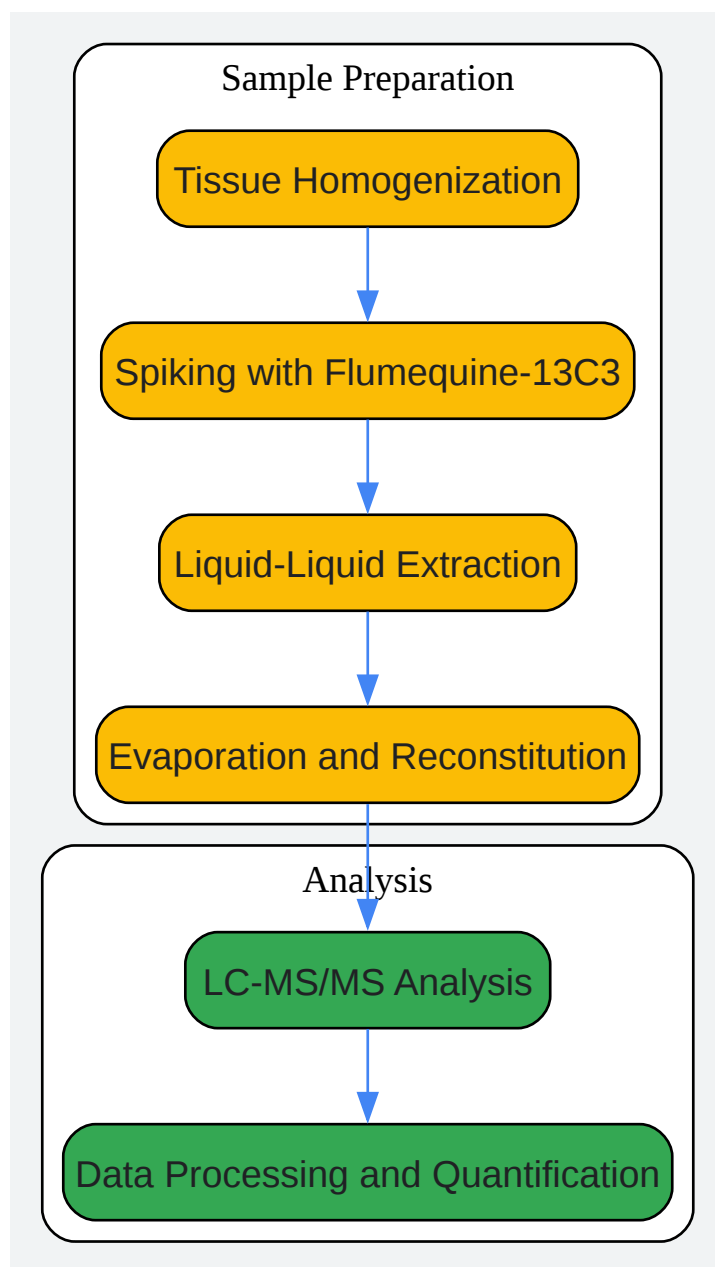 Sample Preparation
Tissue Homogenization
Spiking with Flumequine-13C3
Liquid-Liquid Extraction
Evaporation and Reconstitution
Analysis
LC-MS/MS Analysis
Data Processing and Quantification